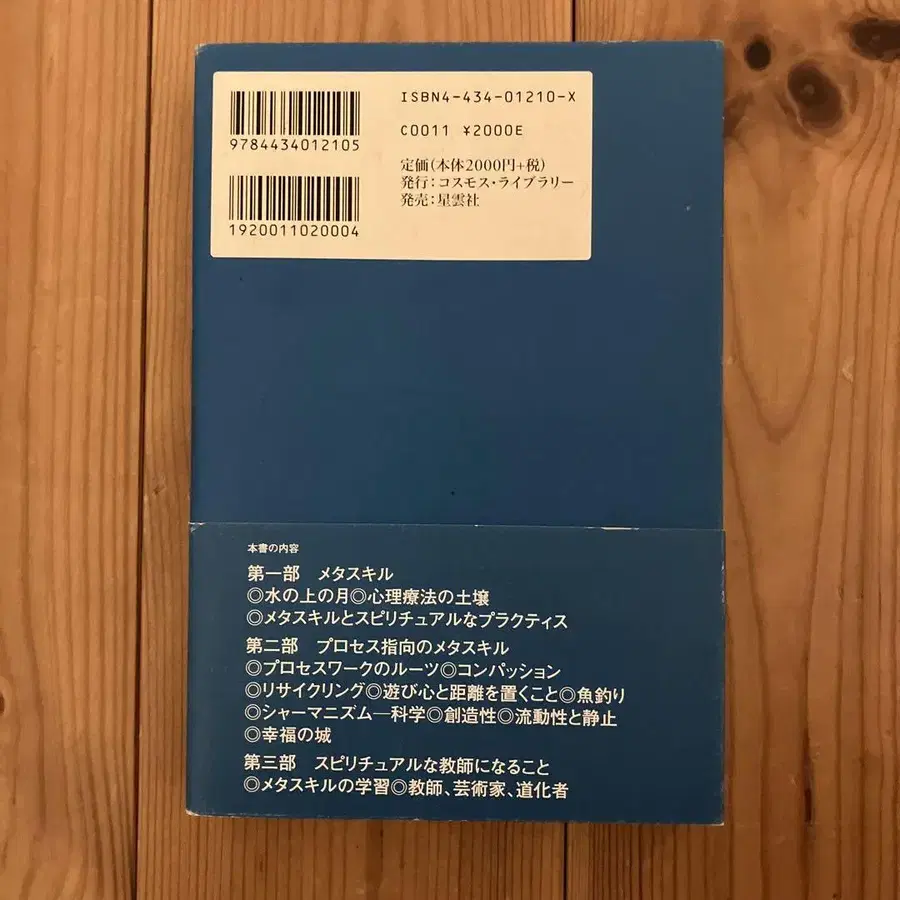 ISBN4-434-01210-X
9784434012105
C0011 ¥2000E
定価(本体2000円+税)
発行：コスモス・ライブラリー
発売：星雲社
1920011020004
本書の内容
第一部 メタスキル
◎水の上の月◎心理療法の土壌
◎メタスキルとスピリチュアルなプラクティス
第二部 プロセス指向のメタスキル
◎プロセスワークのルーツ◎コンパッション
◎リサイクリング◎遊び心と距離を置くこと◎魚釣り
◎シャーマニズム―科学◎創造性◎流動性と静止
◎幸福の城
第三部 スピリチュアルな教師になること
◎メタスキルの学習◎教師、芸術家、道化者